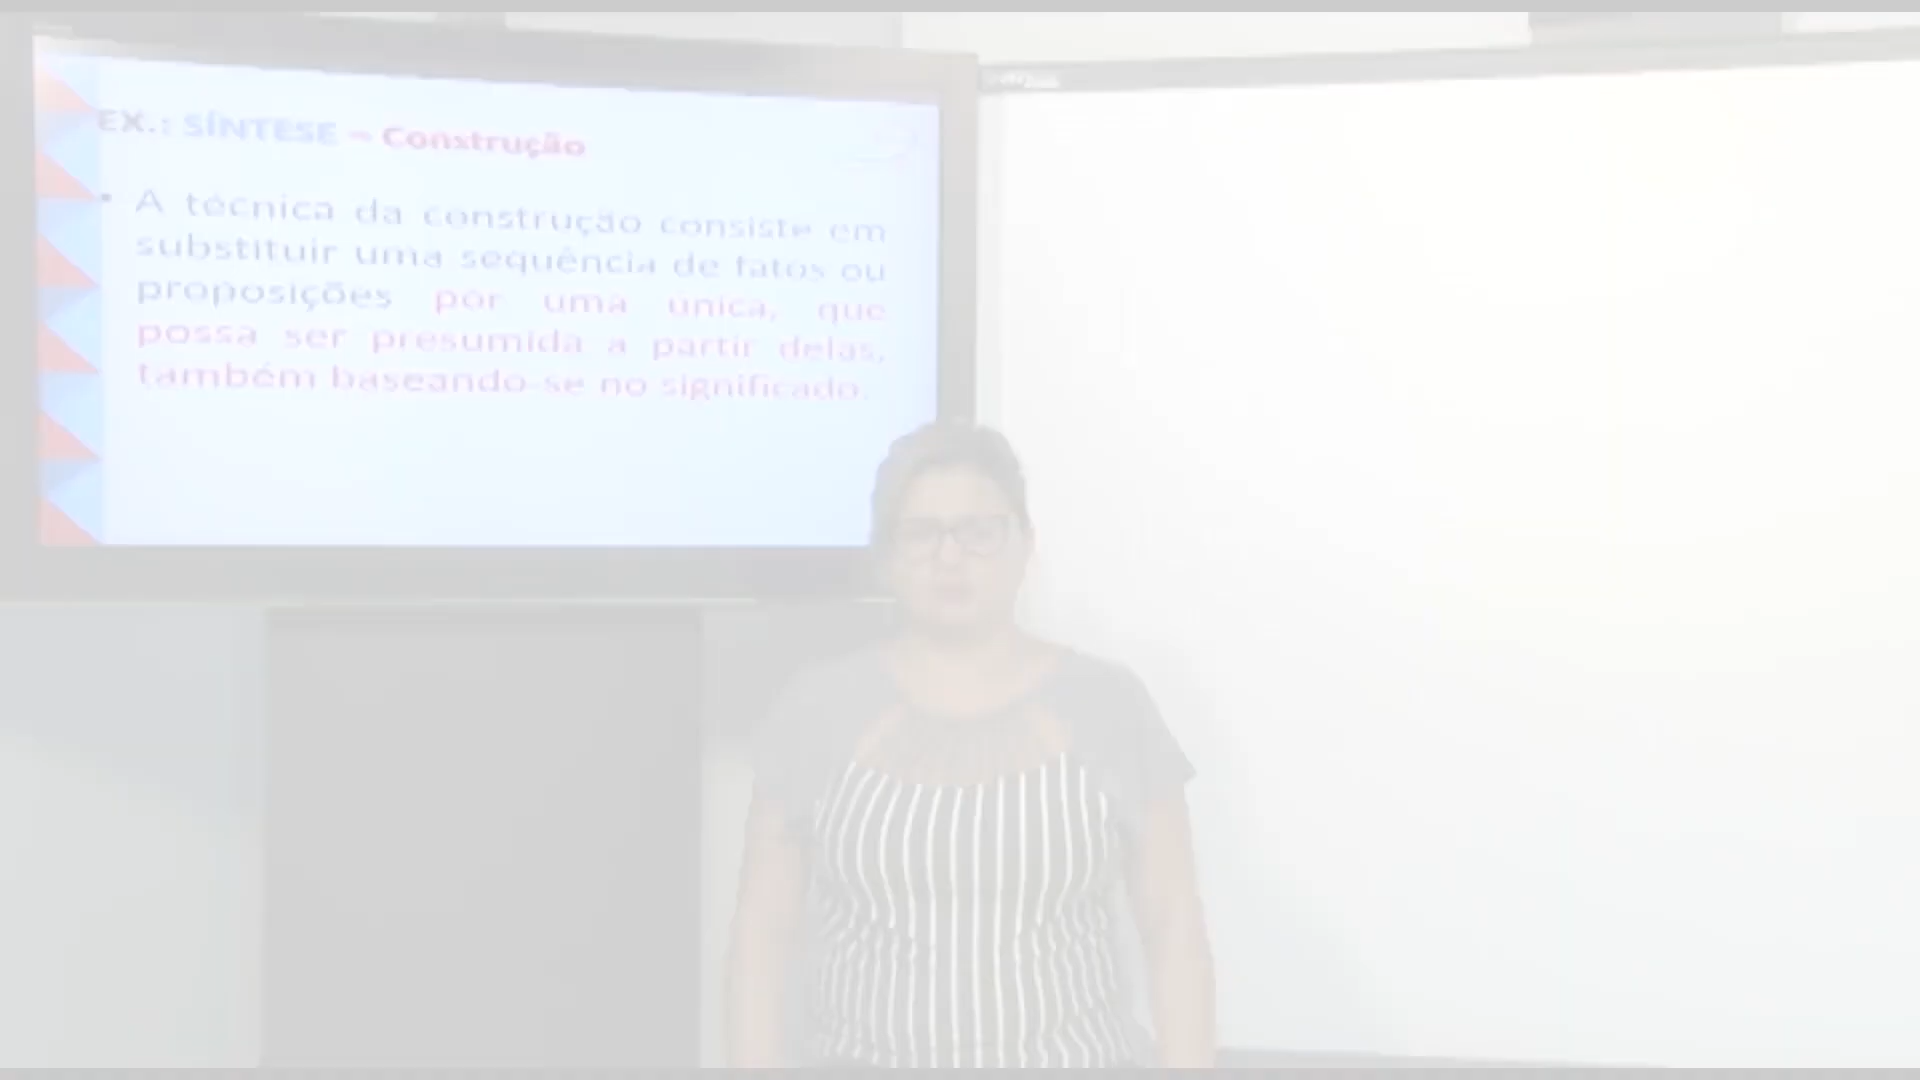 EX.: SÍNTESE – Construção
• A técnica da construção consiste em
substituir uma sequência de fatos ou
proposições por uma única, que
possa ser presumida a partir delas,
também baseando-se no significado.